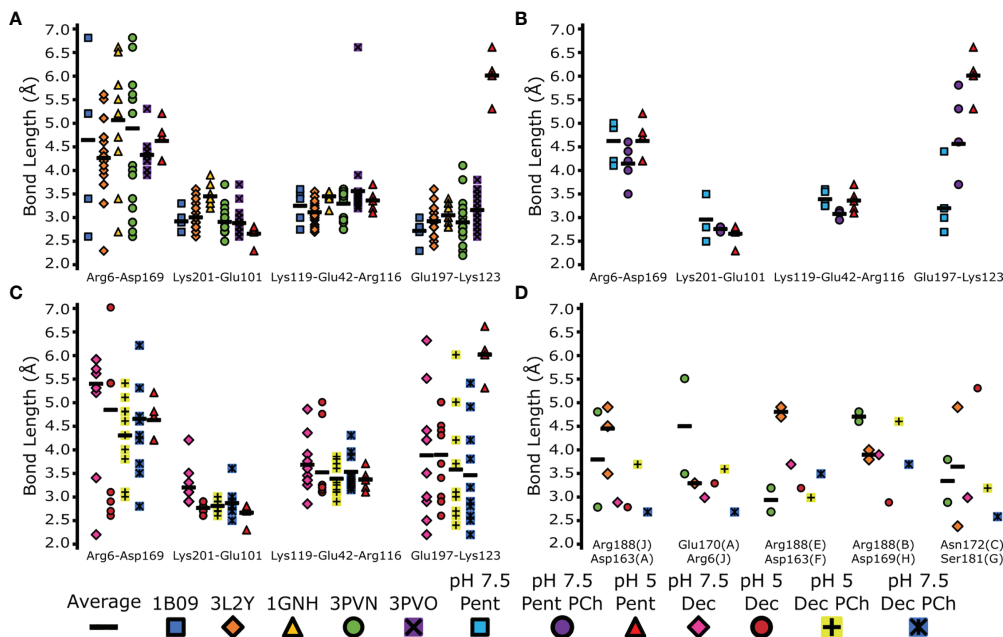 A
B
Bond Length (Å)
7.0
6.5
6.0
5.5
5.0
4.5
4.0
3.5
3.0
2.5
2.0
Arg6-Asp169 Lys201-Glu101 Lys119-Glu42-Arg116 Glu197-Lys123
Bond Length (Å)
7.0
6.5
6.0
5.5
5.0
4.5
4.0
3.5
3.0
2.5
2.0
Arg6-Asp169 Lys201-Glu101 Lys119-Glu42-Arg116 Glu197-Lys123
C
D
Bond Length (Å)
7.0
6.5
6.0
5.5
5.0
4.5
4.0
3.5
3.0
2.5
2.0
Arg6-Asp169 Lys201-Glu101 Lys119-Glu42-Arg116 Glu197-Lys123
Bond Length (Å)
7.0
6.5
6.0
5.5
5.0
4.5
4.0
3.5
3.0
2.5
2.0
Arg188(J) Glu170(A) Arg188(E) Arg188(B) Asn172(C)
Asp163(A) Arg6(J) Asp163(F) Asp169(H) Ser181(G)
Average
1B09
3L2Y
1GNH
3PVN
3PVO
pH 7.5
Pent
pH 7.5
Pent PCh
pH 5
Pent
pH 7.5
Dec
pH 5
Dec
pH 5
Dec PCh
pH 7.5
Dec PCh